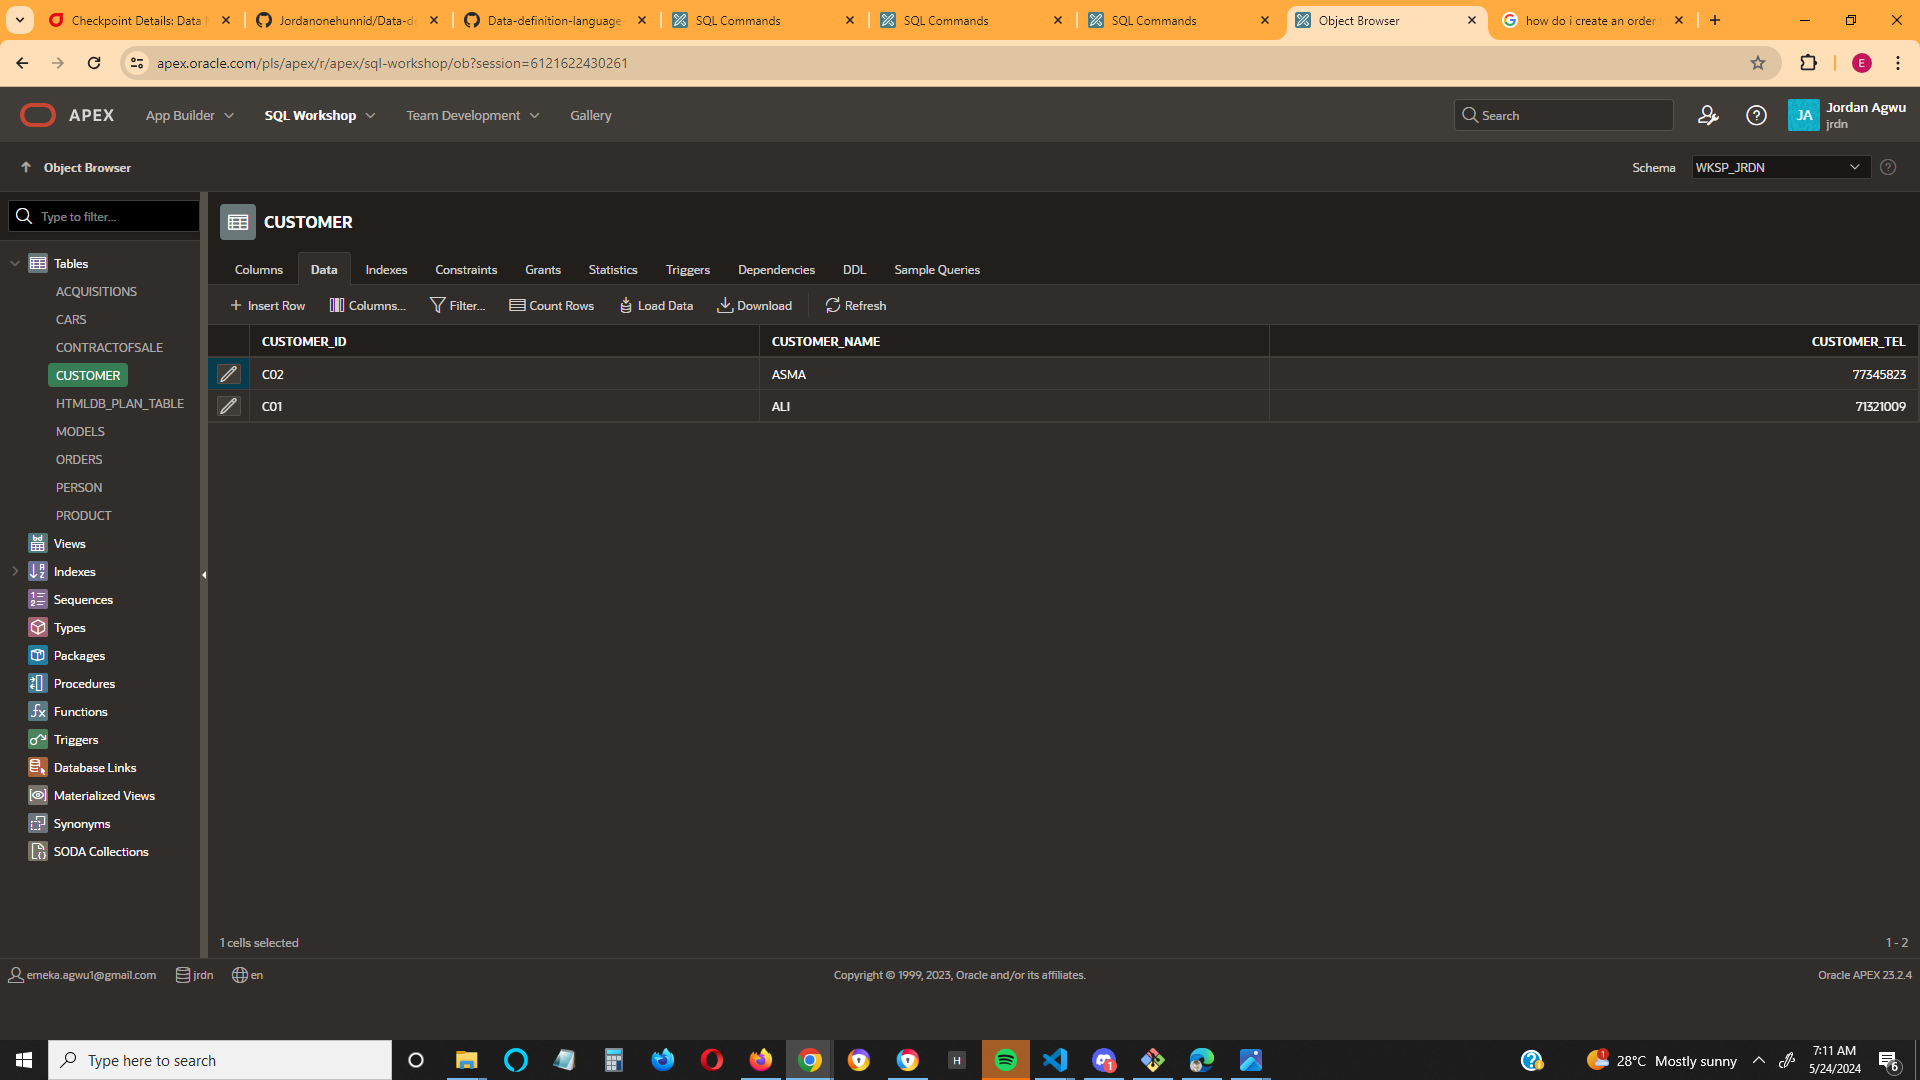 Checkpoint Details: Data M
Jordanonehunnid/Data-de
Data-definition-language
SQL Commands
SQL Commands
SQL Commands
Object Browser
how do i create an order
apex.oracle.com/pls/apex/r/apex/sql-workshop/ob?session=6121622430261
E
APEX
App Builder
SQL Workshop
Team Development
Gallery
Search
JA
Jordan Agwu
jrdn
Object Browser
Schema
WKSP_JRDN
Type to filter...
Tables
ACQUISITIONS
CARS
CONTRACTOFSALE
CUSTOMER
HTMLDB_PLAN_TABLE
MODELS
ORDERS
PERSON
PRODUCT
Views
Indexes
Sequences
Types
Packages
Procedures
Functions
Triggers
Database Links
Materialized Views
Synonyms
SODA Collections
CUSTOMER
Columns Data Indexes Constraints Grants Statistics Triggers Dependencies DDL Sample Queries
Insert Row Columns... Filter... Count Rows Load Data Download Refresh
CUSTOMER_ID CUSTOMER_NAME CUSTOMER_TEL
C02 ASMA 77345823
C01 ALI 71321009
1 cells selected
1 - 2
emeka.agwu1@gmail.com jrdn en
Copyright © 1999, 2023, Oracle and/or its affiliates.
Oracle APEX 23.2.4
Type here to search
H
1
1
28°C Mostly sunny
7:11 AM
5/24/2024
6